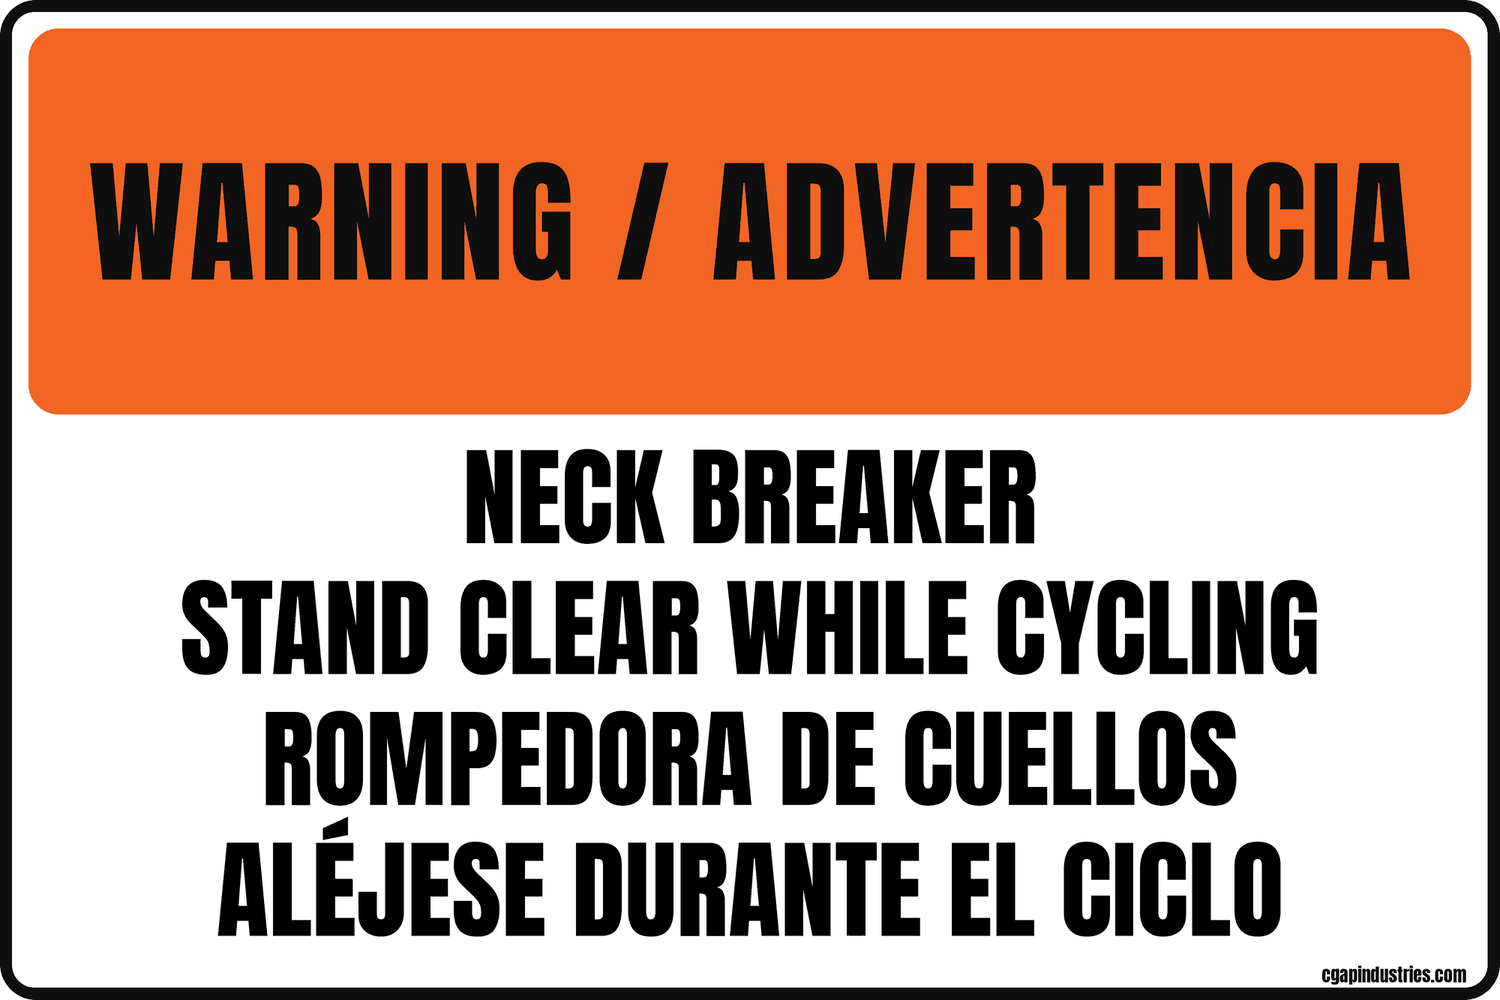 WARNING / ADVERTENCIA
NECK BREAKER
STAND CLEAR WHILE CYCLING
ROMPEDORA DE CUELLOS
ALÉJESE DURANTE EL CICLO
cgapindustries.com